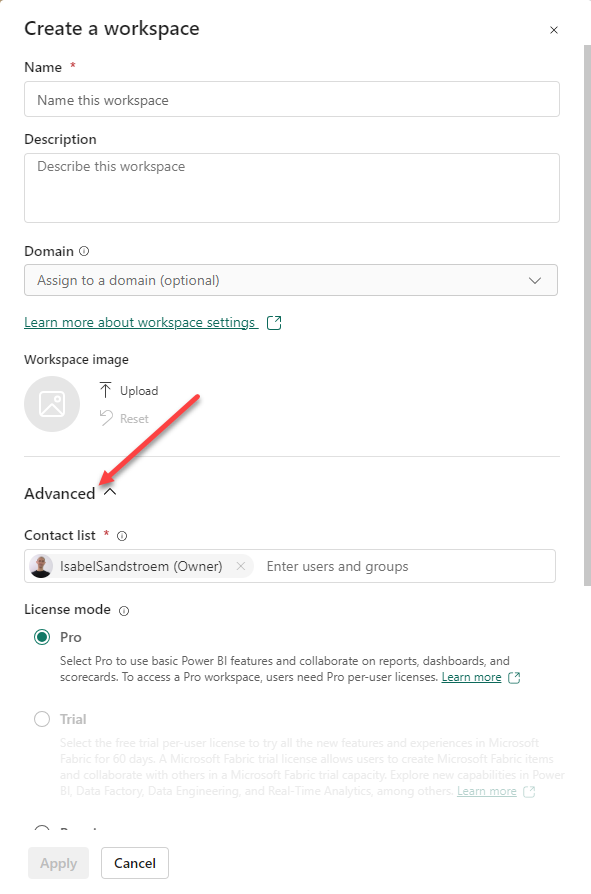 Create a workspace
Name *
Name this workspace
Description
Describe this workspace
Domain
Assign to a domain (optional)
Learn more about workspace settings
Workspace image
Upload
Reset
Advanced
Contact list *
IsabelSandstroem (Owner) Enter users and groups
License mode
Pro
Select Pro to use basic Power BI features and collaborate on reports, dashboards, and
scorecards. To access a Pro workspace, users need Pro per-user licenses. Learn more
Trial
Select the free trial per-user license to try all the new features and experiences in Microsoft
Fabric for 60 days. A Microsoft Fabric trial license allows users to create Microsoft Fabric items
and collaborate with others in a Microsoft Fabric trial capacity. Explore new capabilities in Power
BI, Data Factory, Data Engineering, and Real-Time Analytics, among others. Learn more
Apply Cancel